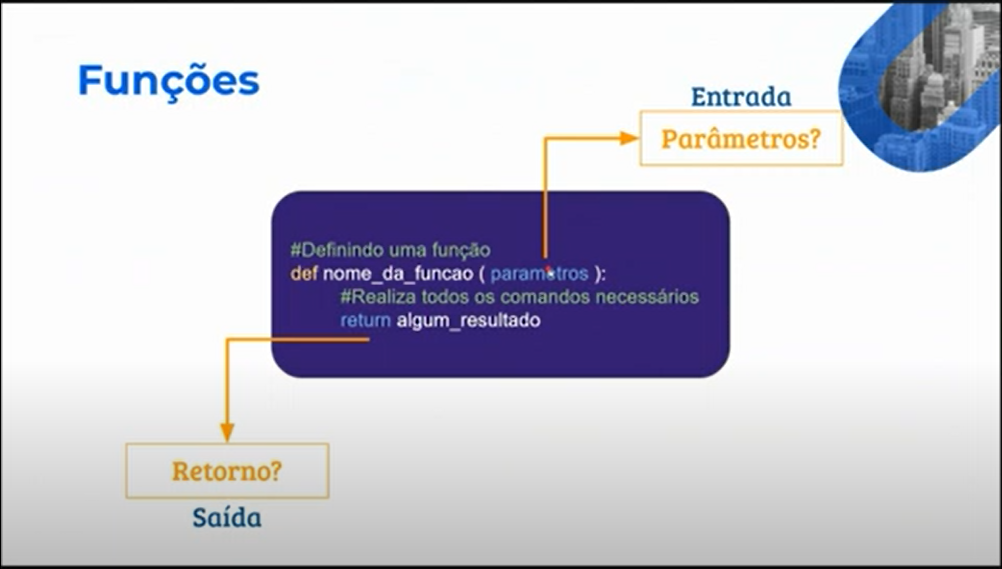 Funções
Entrada
Parâmetros?
#Definindo uma função
def nome_da_funcao ( parametros ):
#Realiza todos os comandos necessários
return algum_resultado
Retorno?
Saída